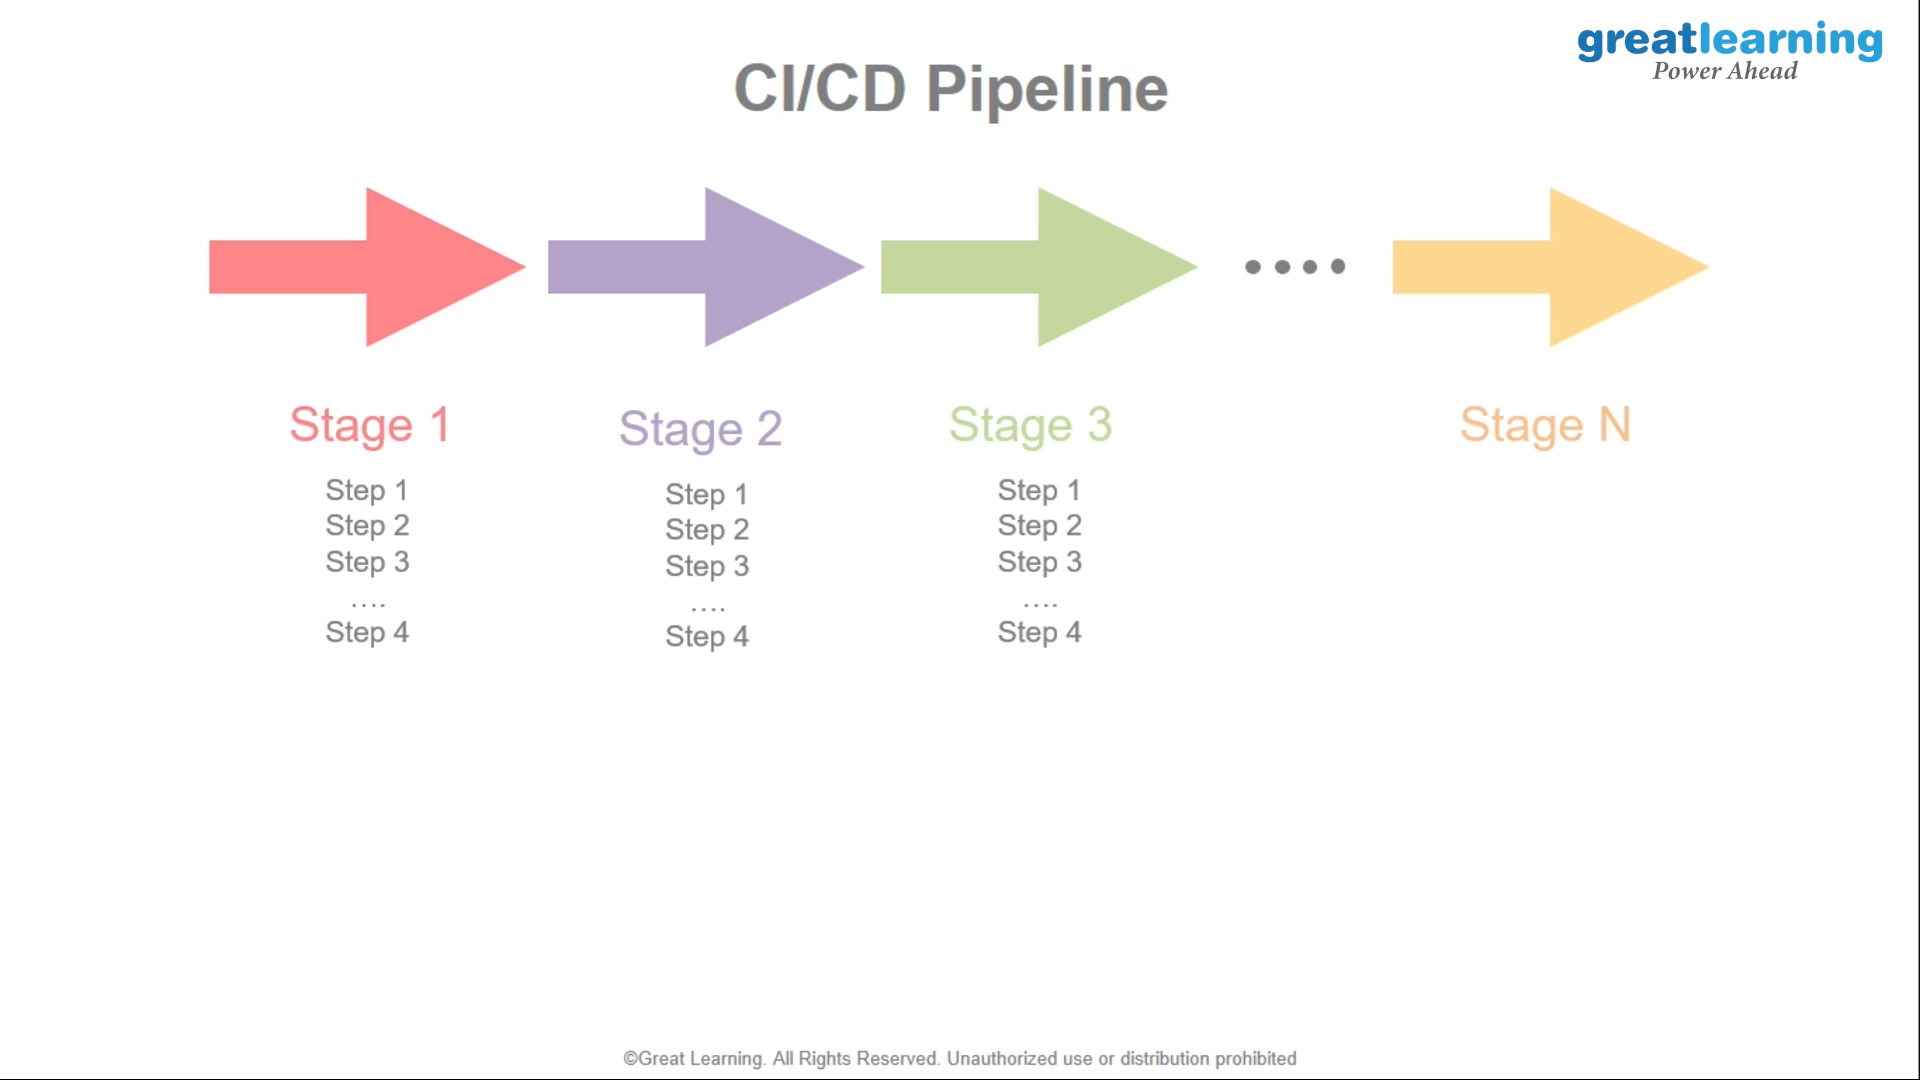 greatlearning
Power Ahead
CI/CD Pipeline
Stage 1
Step 1
Step 2
Step 3
....
Step 4
Stage 2
Step 1
Step 2
Step 3
....
Step 4
Stage 3
Step 1
Step 2
Step 3
....
Step 4
....
Stage N
©Great Learning. All Rights Reserved. Unauthorized use or distribution prohibited